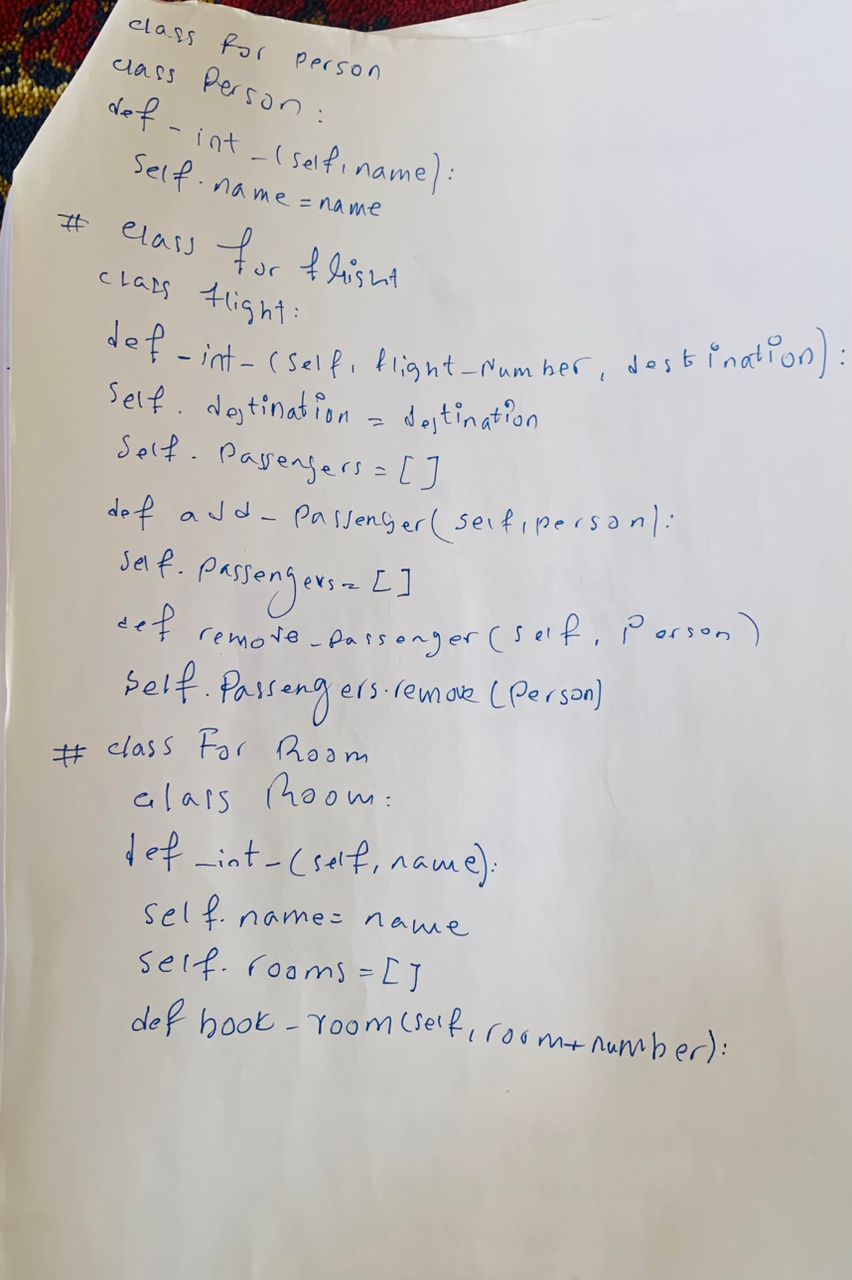 class for person
class Person:
def _int_(self, name):
self.name = name
# class for flight
class flight:
def _int_(self, flight_number, destination):
self.destination = destination
self.passengers = []
def add_passenger(self, person):
self.passengers = []
def remove_passenger(self, person)
self.passengers.remove(person)
# class For Room
class Room:
def _int_(self, name):
self.name = name
self.rooms = []
def book_room(self, room+number):